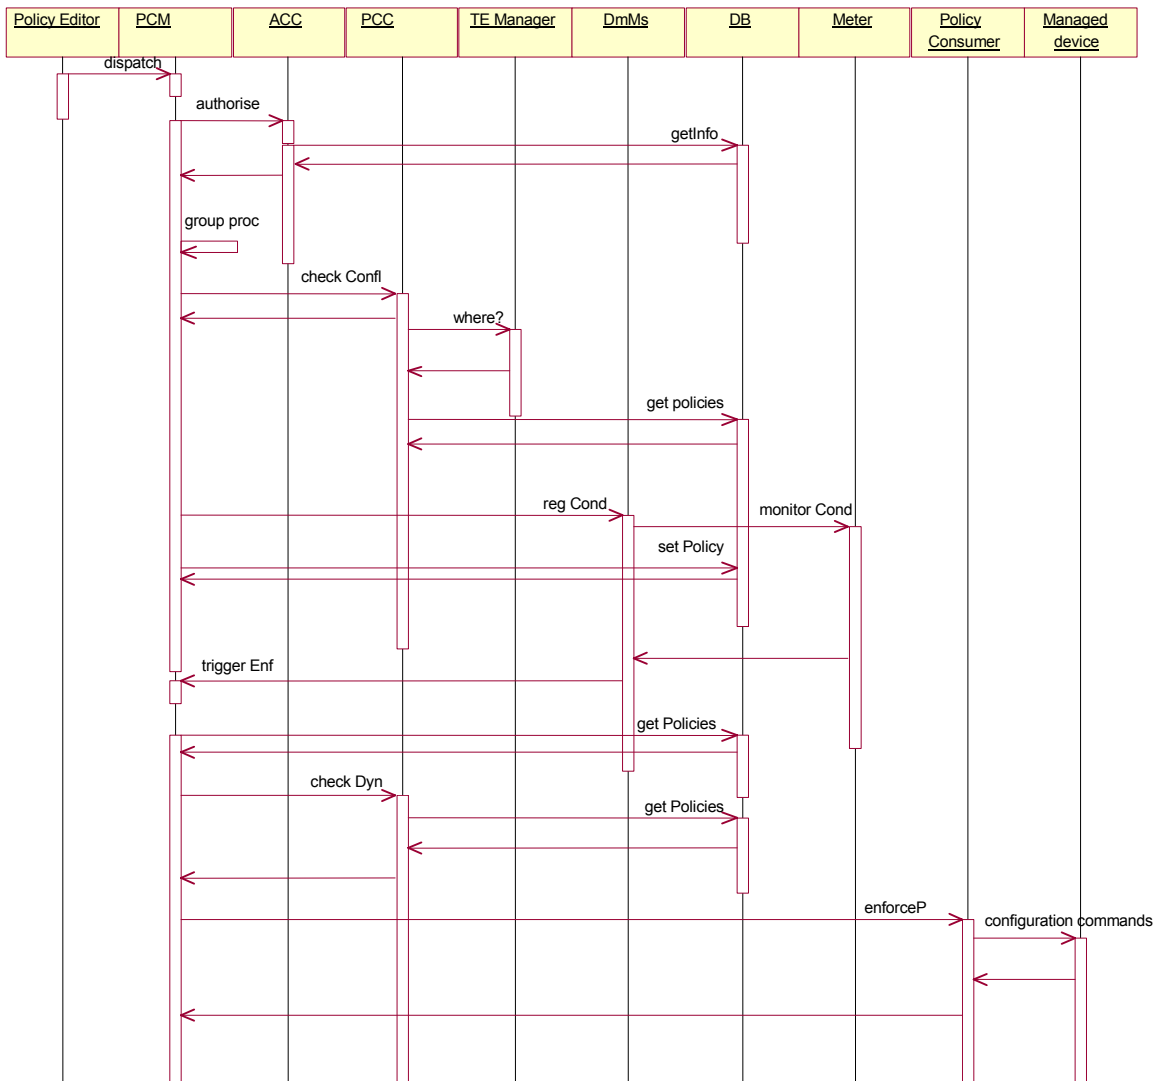 Policy Editor
PCM
ACC
PCC
TE Manager
DmMs
DB
Meter
Policy
Consumer
Managed
device
dispatch
authorise
getInfo
group proc
check Confl
where?
get policies
reg Cond
monitor Cond
set Policy
trigger Enf
get Policies
check Dyn
get Policies
enforceP
configuration commands